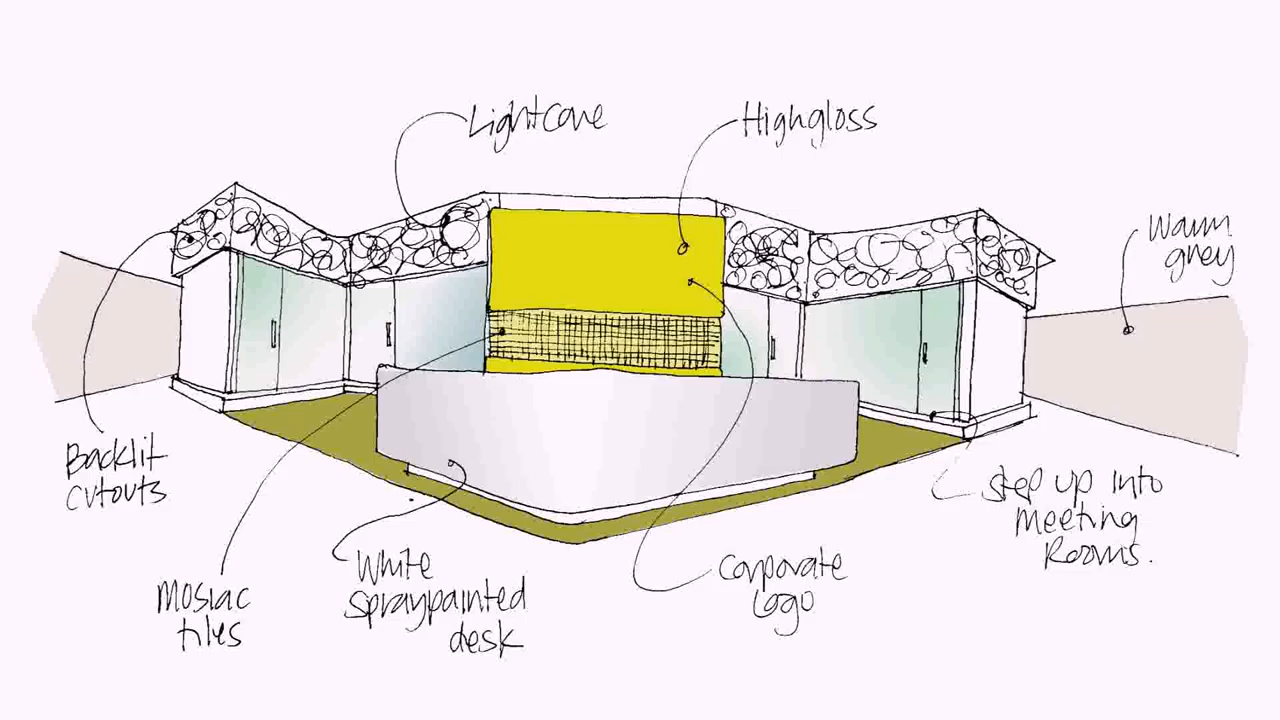 Lightcove
Highgloss
Warm
grey
Backlit
cutouts
Step up into
Meeting
Rooms.
White
spraypainted
desk
Corporate
Logo
Mosiac
tiles